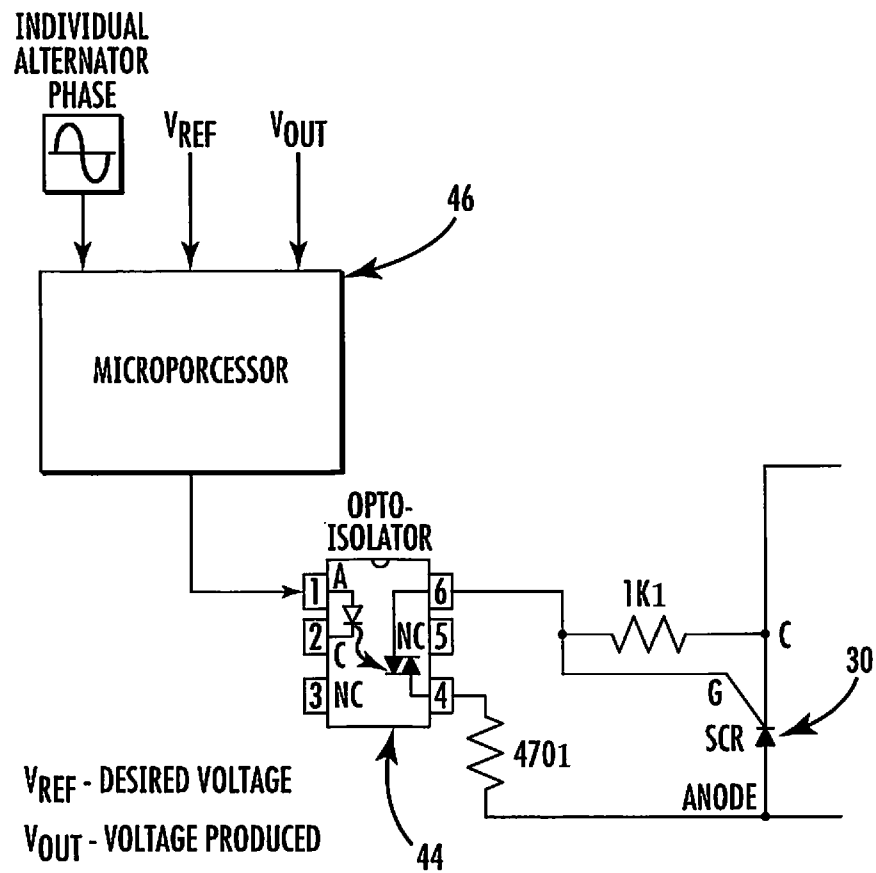 INDIVIDUAL
ALTERNATOR
PHASE
VREF
VOUT
46
MICROPORCESSOR
OPTO-
ISOLATOR
1 A
6
2
C
NC 5
3 NC
4
1K1
C
G
30
SCR
4701
ANODE
44
VREF - DESIRED VOLTAGE
VOUT - VOLTAGE PRODUCED